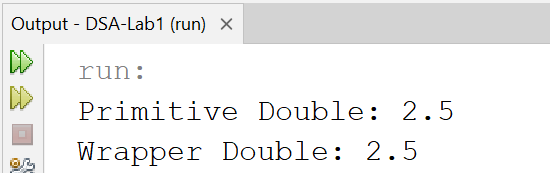 Output - DSA-Lab1 (run)
run:
Primitive Double: 2.5
Wrapper Double: 2.5